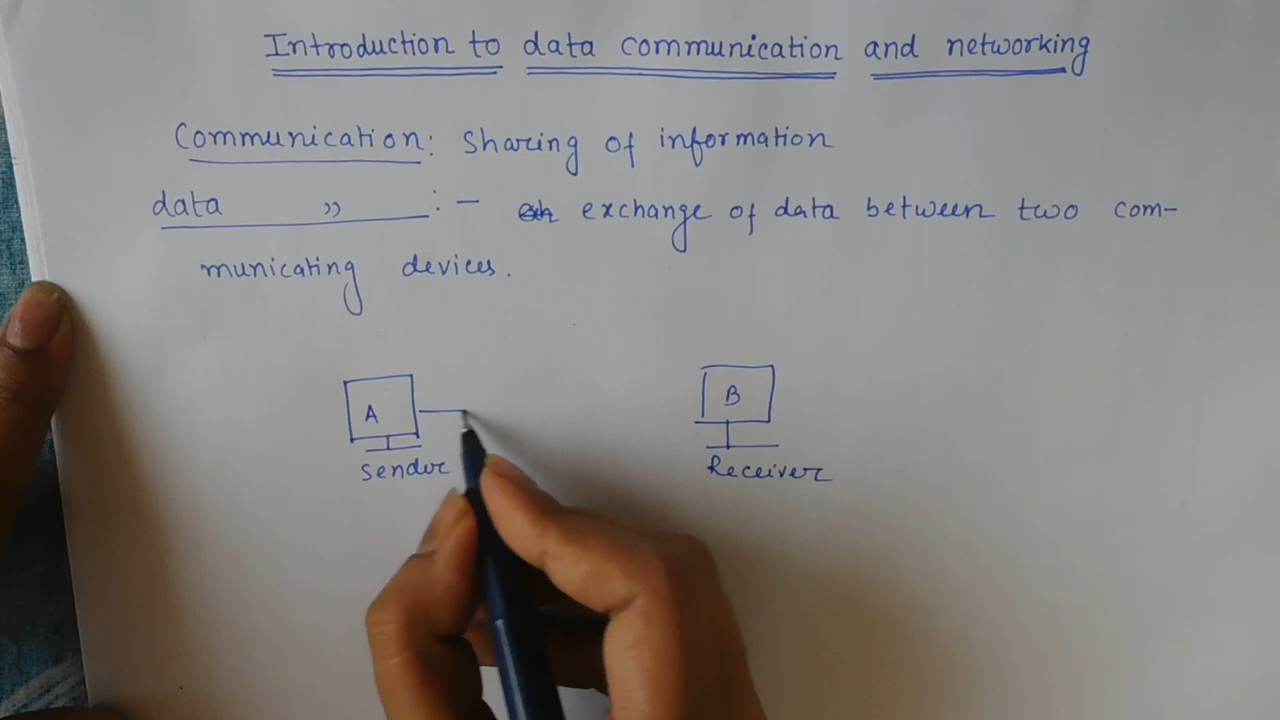 Introduction to data communication and networking
Communication: Sharing of information
data " :- exchange of data between two com-
municating devices.
A
B
Sender
Receiver